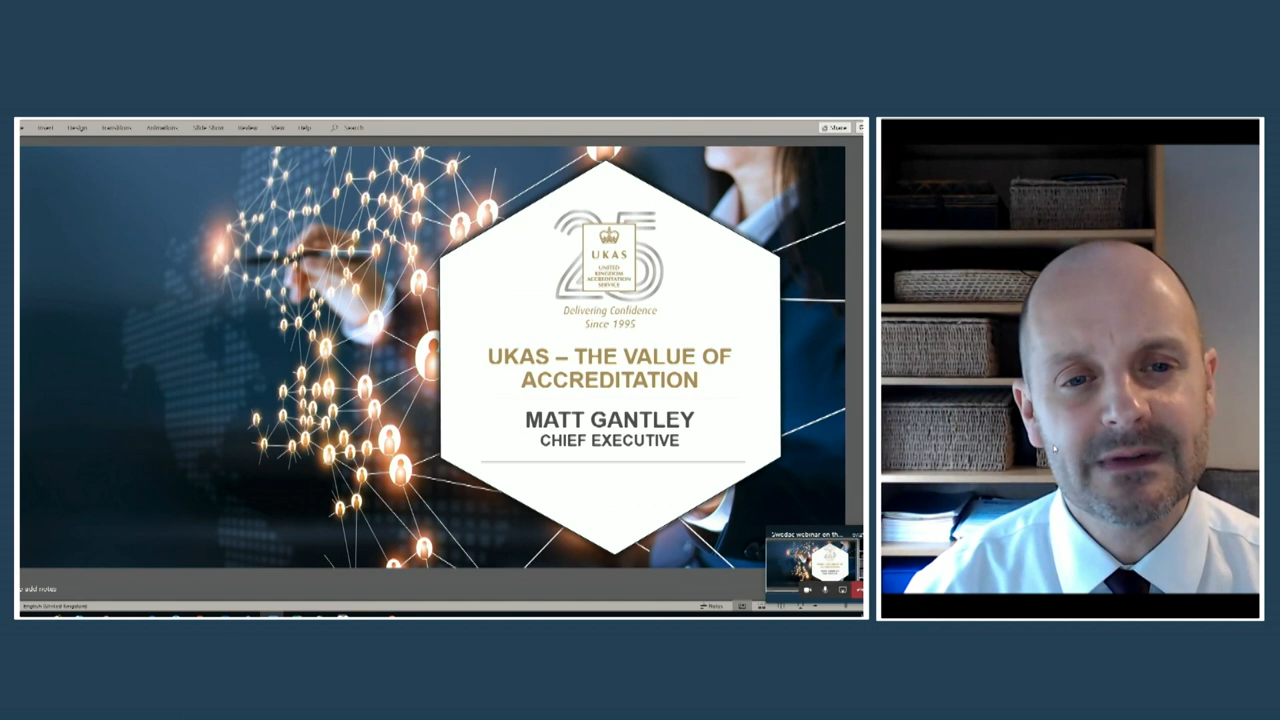 Insert Design Transitions Animations Slide Show Review View Help Search
Share
25
UKAS
UNITED
KINGDOM
ACCREDITATION
SERVICE
Delivering Confidence
Since 1995
UKAS – THE VALUE OF
ACCREDITATION
MATT GANTLEY
CHIEF EXECUTIVE
Swedac webinar on th...
add notes
English (United Kingdom)
Notes